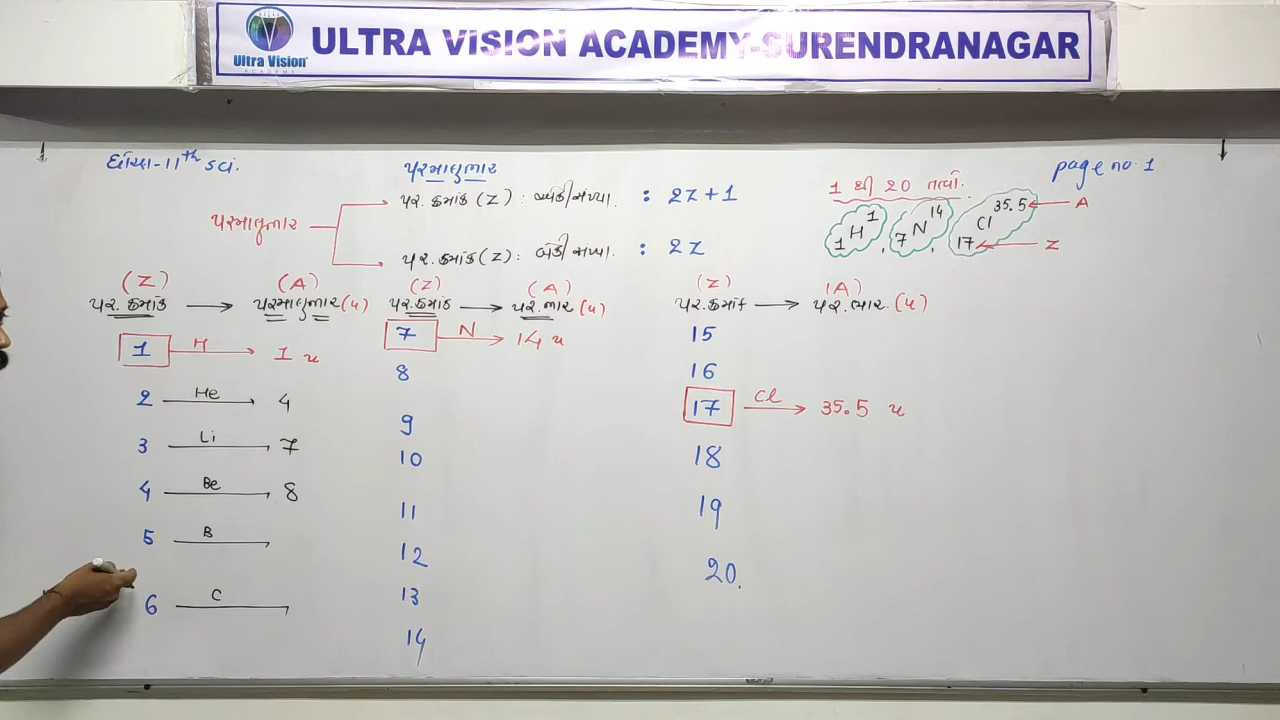 Ultra Vision
ACADEMY
ULTRA VISION ACADEMY-SURENDRANAGAR
11th sci.
પરમાણુભાર
page no 1
પરમાણુભાર
પર. ક્રમાંક (Z) : એકી સંખ્યા : 2Z+1
પર. ક્રમાંક (Z) : બેકી સંખ્યા : 2Z
1 થી 20 તત્વો.
1 H 1 , 7 N 14 , 17 Cl 35.5
A
Z
(Z) (A) (Z) (A) (Z) (A)
પર. ક્રમાંક પરમાણુભાર (u) પર. ક્રમાંક પર. ભાર (u) પર. ક્રમાંક પર. ભાર. (u)
1 H 1 u
2 He 4
3 Li 7
4 Be 8
5 B
6 C
7 N 14 u
8
9
10
11
12
13
14
15
16
17 Cl 35.5 u
18
19
20.